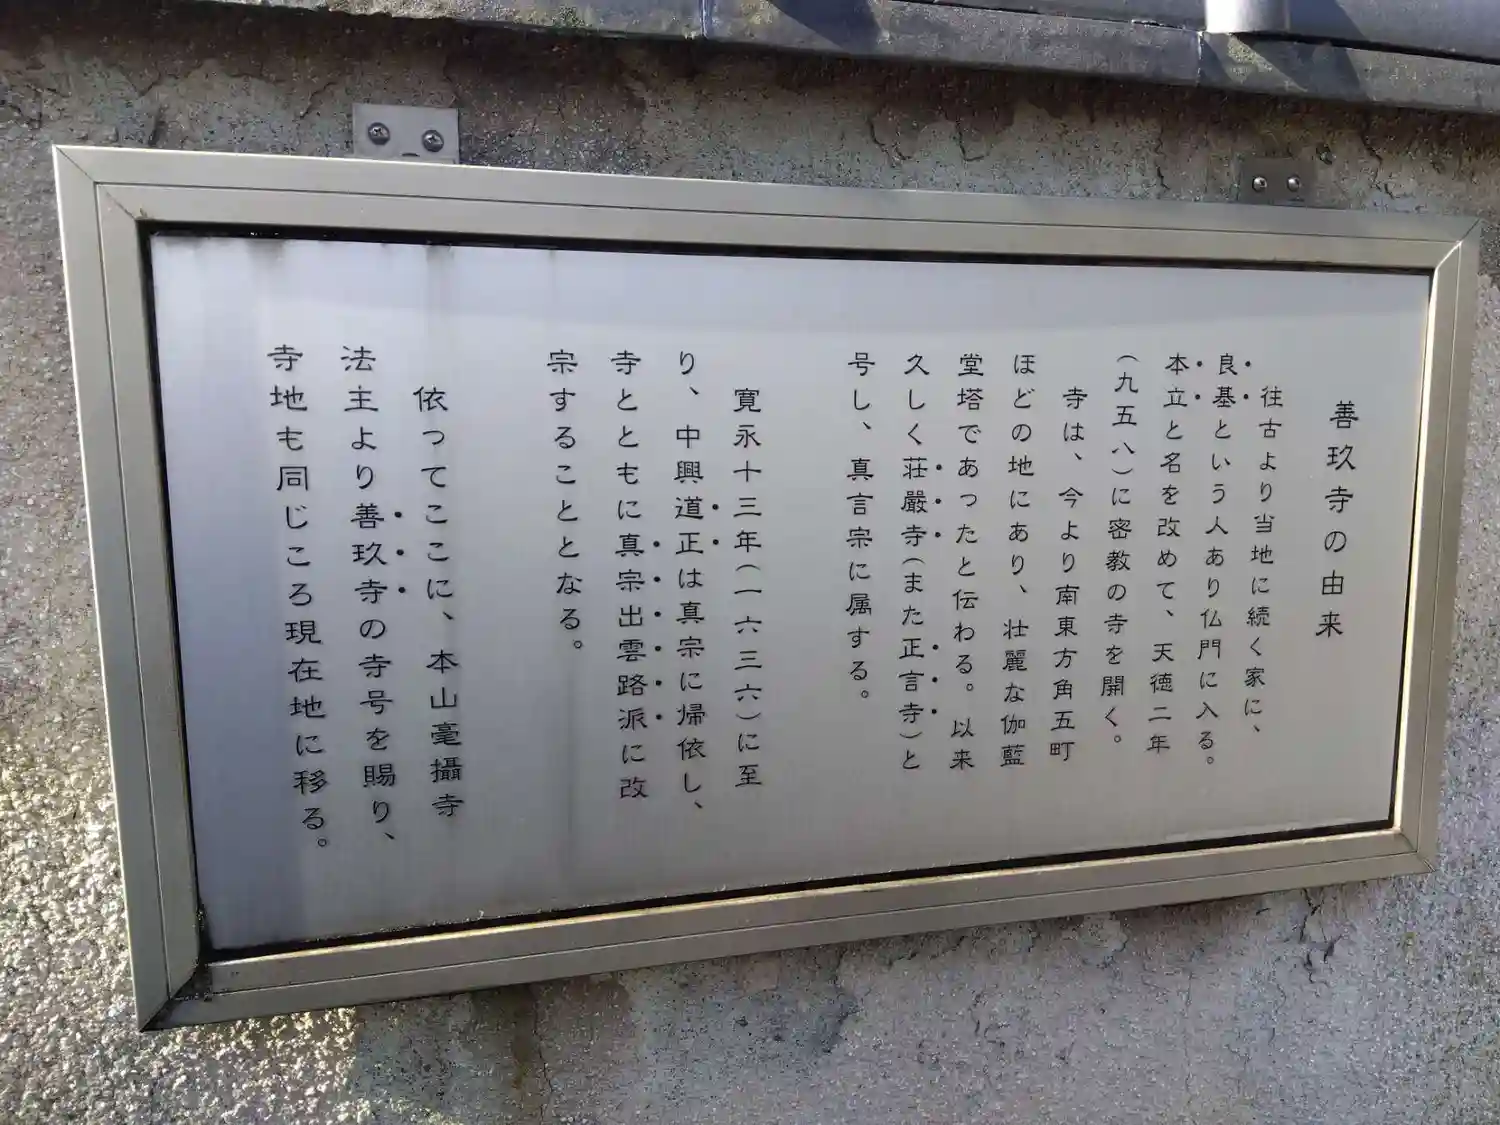 善玖寺の由来
往古より当地に続く家に、
良基という人あり仏門に入る。
本立と名を改めて、天徳二年
(九五八)に密教の寺を開く。
寺は、今より南東方角五町
ほどの地にあり、壮麗な伽藍
堂塔であったと伝わる。以来
久しく荘嚴寺(また正言寺)と
号し、真言宗に属する。
寛永十三年(一六三六)に至
り、中興道正は真宗に帰依し、
寺とともに真宗出雲路派に改
宗することとなる。
依ってここに、本山毫攝寺
法主より善玖寺の寺号を賜り、
寺地も同じころ現在地に移る。